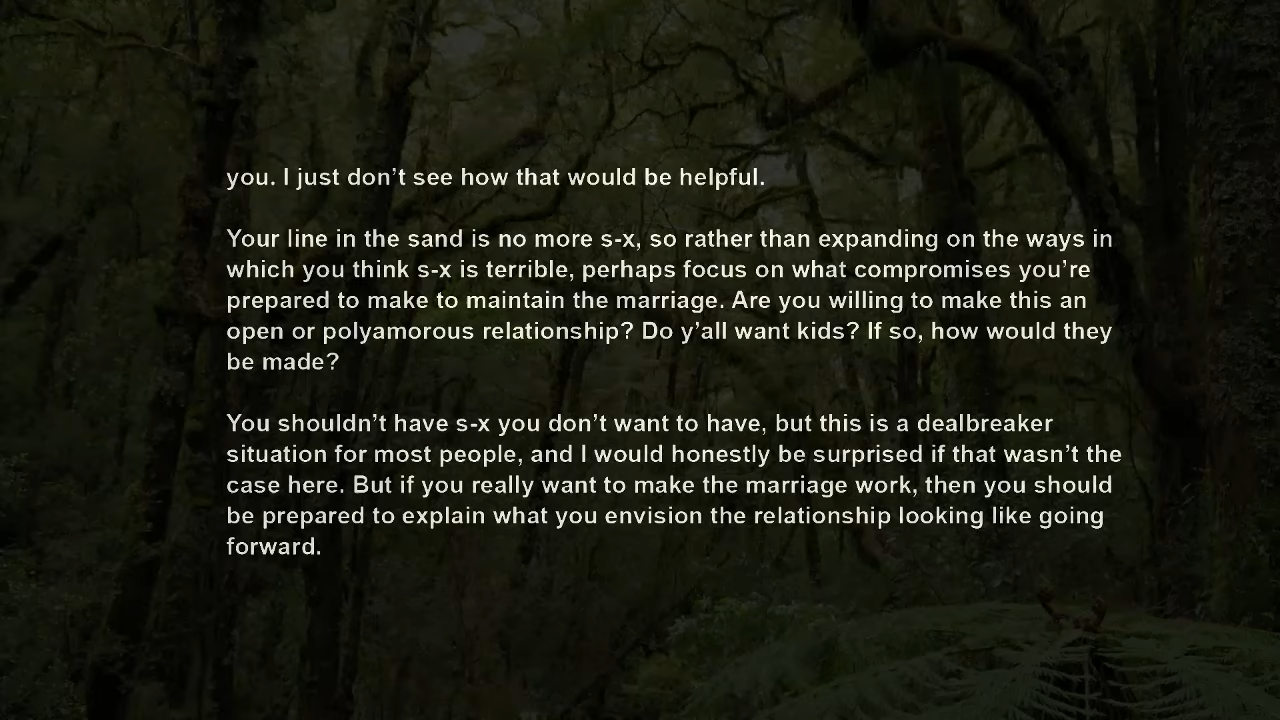 you. I just don’t see how that would be helpful.
Your line in the sand is no more s-x, so rather than expanding on the ways in
which you think s-x is terrible, perhaps focus on what compromises you’re
prepared to make to maintain the marriage. Are you willing to make this an
open or polyamorous relationship? Do y’all want kids? If so, how would they
be made?
You shouldn’t have s-x you don’t want to have, but this is a dealbreaker
situation for most people, and I would honestly be surprised if that wasn’t the
case here. But if you really want to make the marriage work, then you should
be prepared to explain what you envision the relationship looking like going
forward.